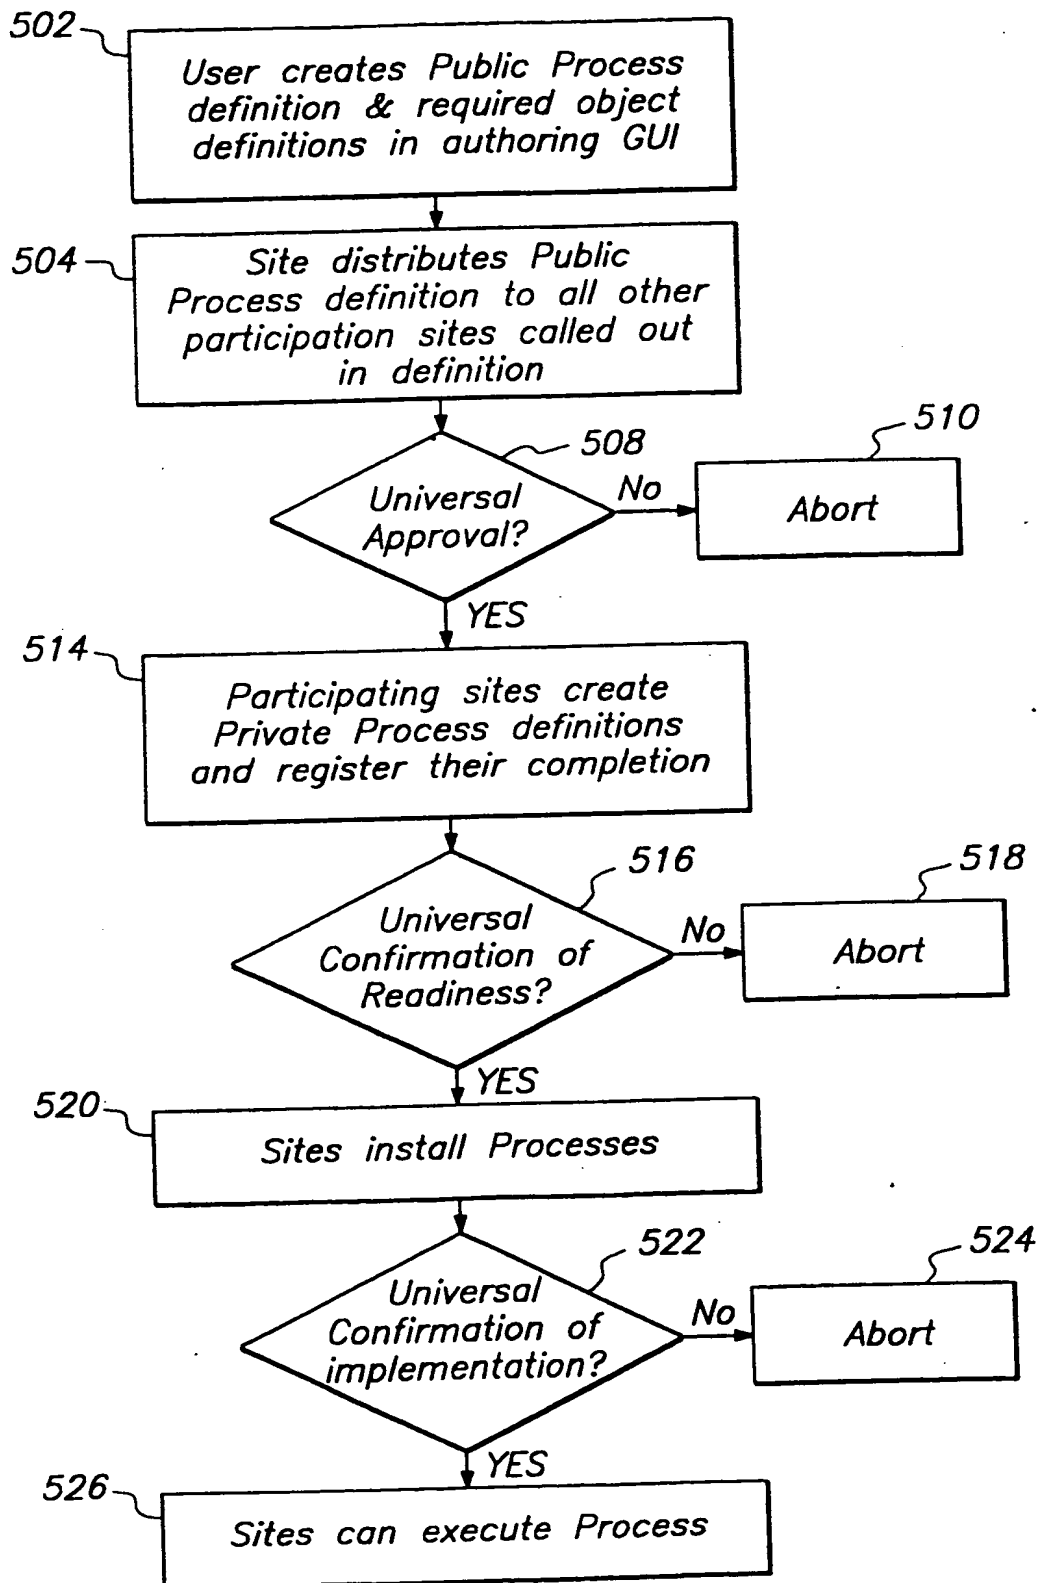 502
User creates Public Process
definition & required object
definitions in authoring GUI
504
Site distributes Public
Process definition to all other
participation sites called out
in definition
508
Universal
Approval?
No
510
Abort
YES
514
Participating sites create
Private Process definitions
and register their completion
516
Universal
Confirmation of
Readiness?
No
518
Abort
YES
520
Sites install Processes
522
Universal
Confirmation of
implementation?
No
524
Abort
YES
526
Sites can execute Process